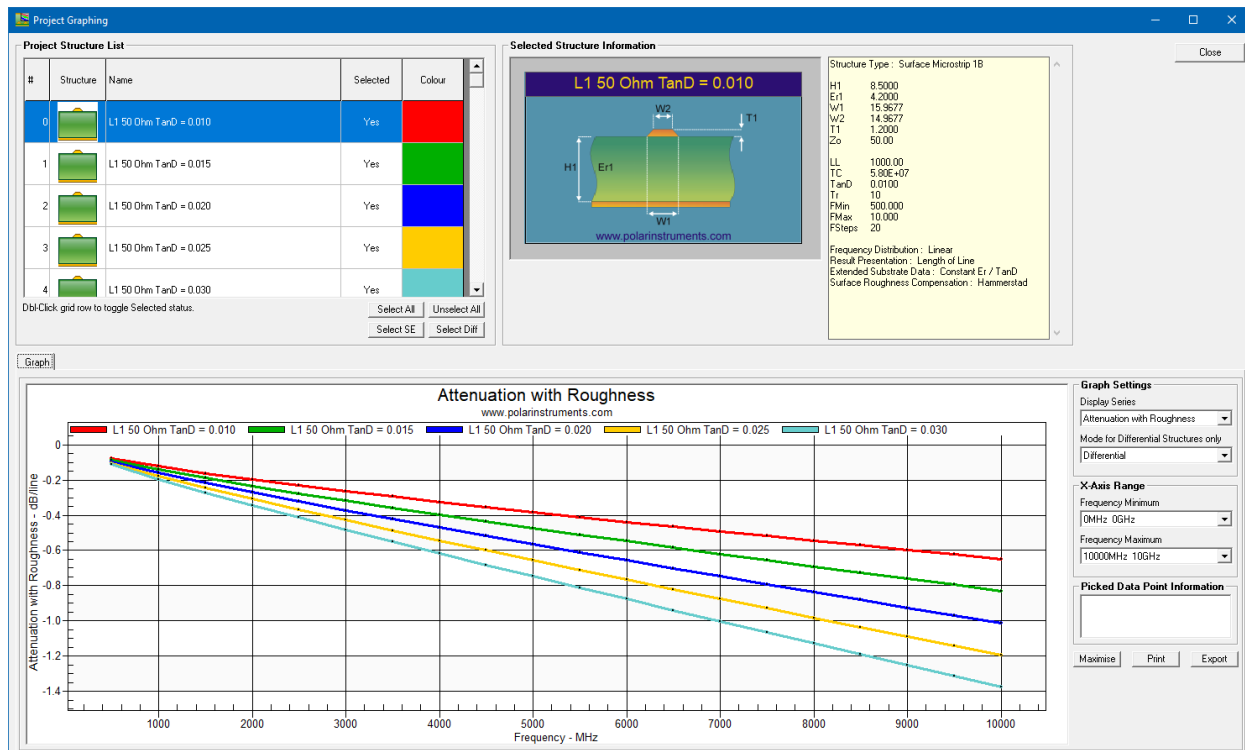 Project Graphing
Project Structure List
# Structure Name Selected Colour
0 L1 50 Ohm TanD = 0.010 Yes
1 L1 50 Ohm TanD = 0.015 Yes
2 L1 50 Ohm TanD = 0.020 Yes
3 L1 50 Ohm TanD = 0.025 Yes
4 L1 50 Ohm TanD = 0.030 Yes
Dbl-Click grid row to toggle Selected status.
Select All Unselect All
Select SE Select Diff
Selected Structure Information
L1 50 Ohm TanD = 0.010
W2
T1
H1 Er1
W1
www.polarinstruments.com
Structure Type : Surface Microstrip 1B
H1 8.5000
Er1 4.2000
W1 15.9677
W2 14.9677
T1 1.2000
Zo 50.00
LL 1000.00
TC 5.80E+07
TanD 0.0100
Tr 10
FMin 500.000
FMax 10.000
FSteps 20
Frequency Distribution : Linear
Result Presentation : Length of Line
Extended Substrate Data : Constant Er / TanD
Surface Roughness Compensation : Hammerstad
Close
Graph
Attenuation with Roughness
www.polarinstruments.com
L1 50 Ohm TanD = 0.010 L1 50 Ohm TanD = 0.015 L1 50 Ohm TanD = 0.020 L1 50 Ohm TanD = 0.025 L1 50 Ohm TanD = 0.030
Attenuation with Roughness - dB/line
0
-0.2
-0.4
-0.6
-0.8
-1.0
-1.2
-1.4
1000 2000 3000 4000 5000 6000 7000 8000 9000 10000
Frequency - MHz
Graph Settings
Display Series
Attenuation with Roughness
Mode for Differential Structures only
Differential
X-Axis Range
Frequency Minimum
0MHz 0GHz
Frequency Maximum
10000MHz 10GHz
Picked Data Point Information
Maximise Print Export